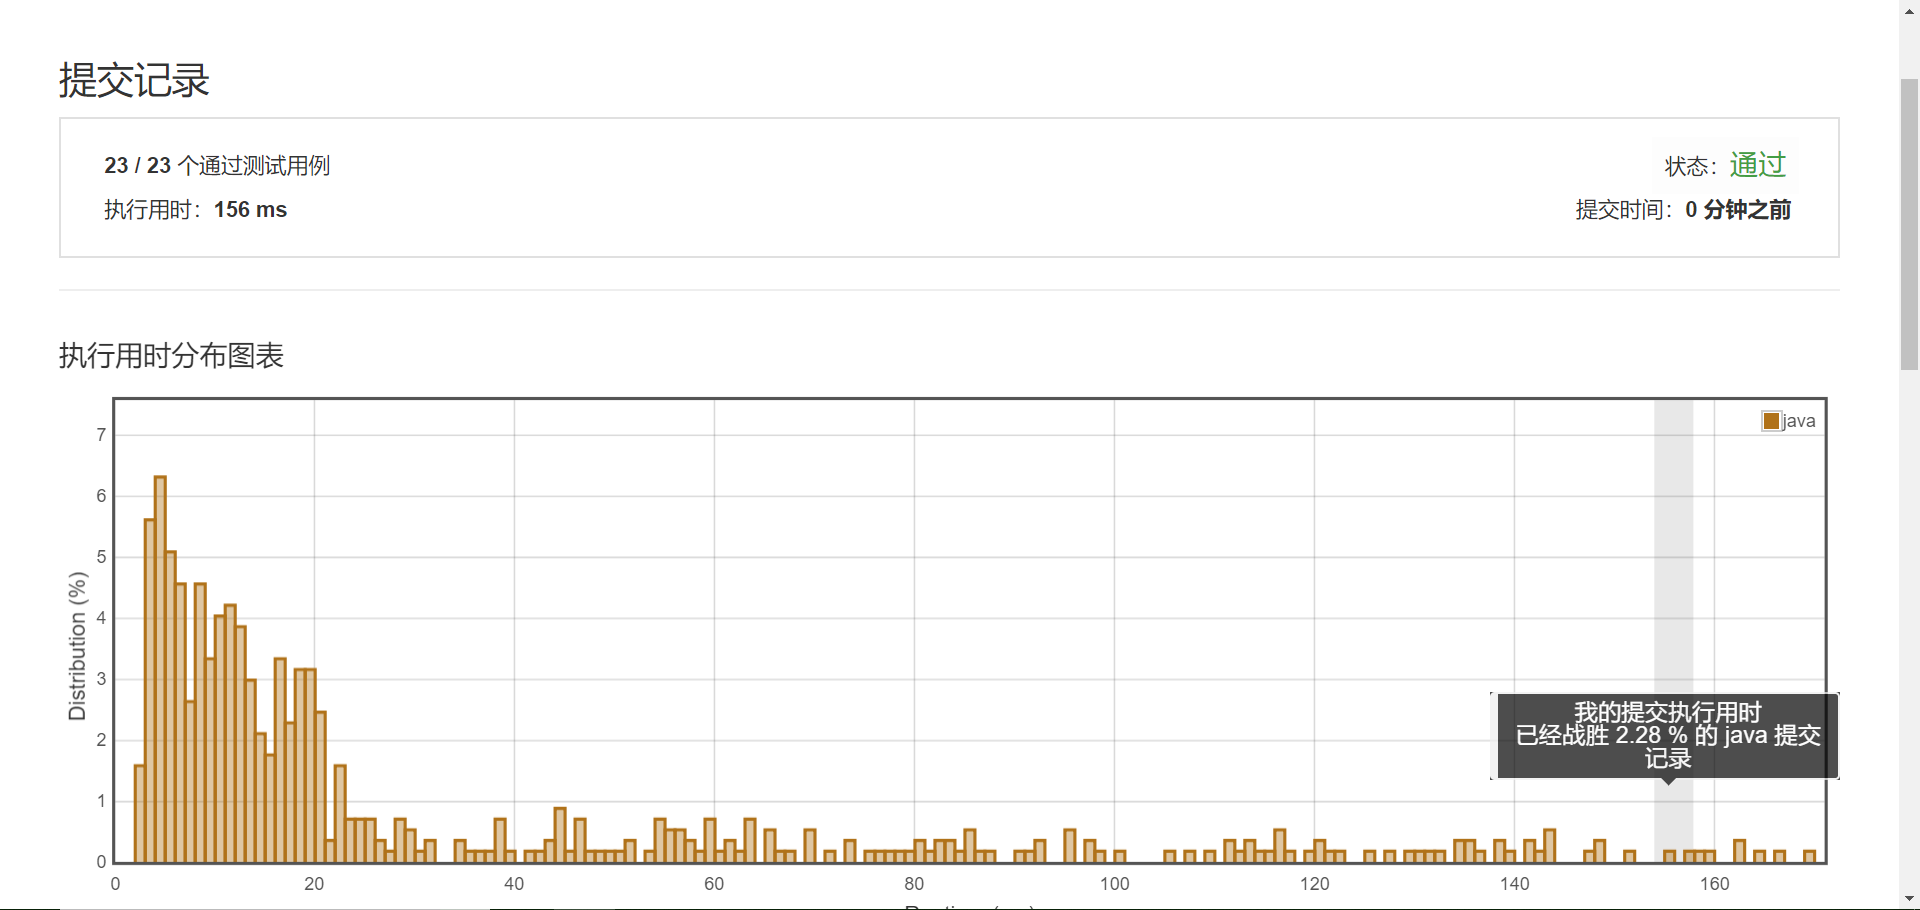 提交记录
23 / 23 个通过测试用例
状态：通过
执行用时：156 ms
提交时间：0 分钟之前
执行用时分布图表
java
7
6
5
4
3
2
1
0
Distribution (%)
我的提交执行用时
已经战胜 2.28 % 的 java 提交
记录
0 20 40 60 80 100 120 140 160